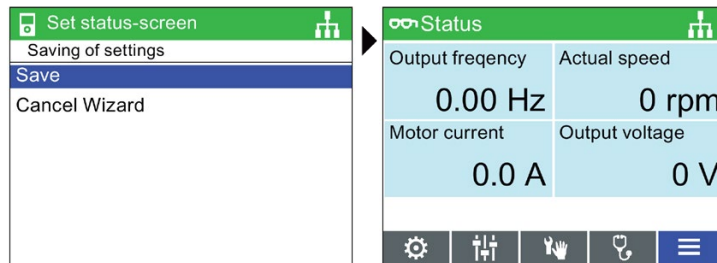 Set status-screen
Saving of settings
Save
Cancel Wizard
Status
Output freqency
Actual speed
0.00 Hz
0 rpm
Motor current
Output voltage
0.0 A
0 V